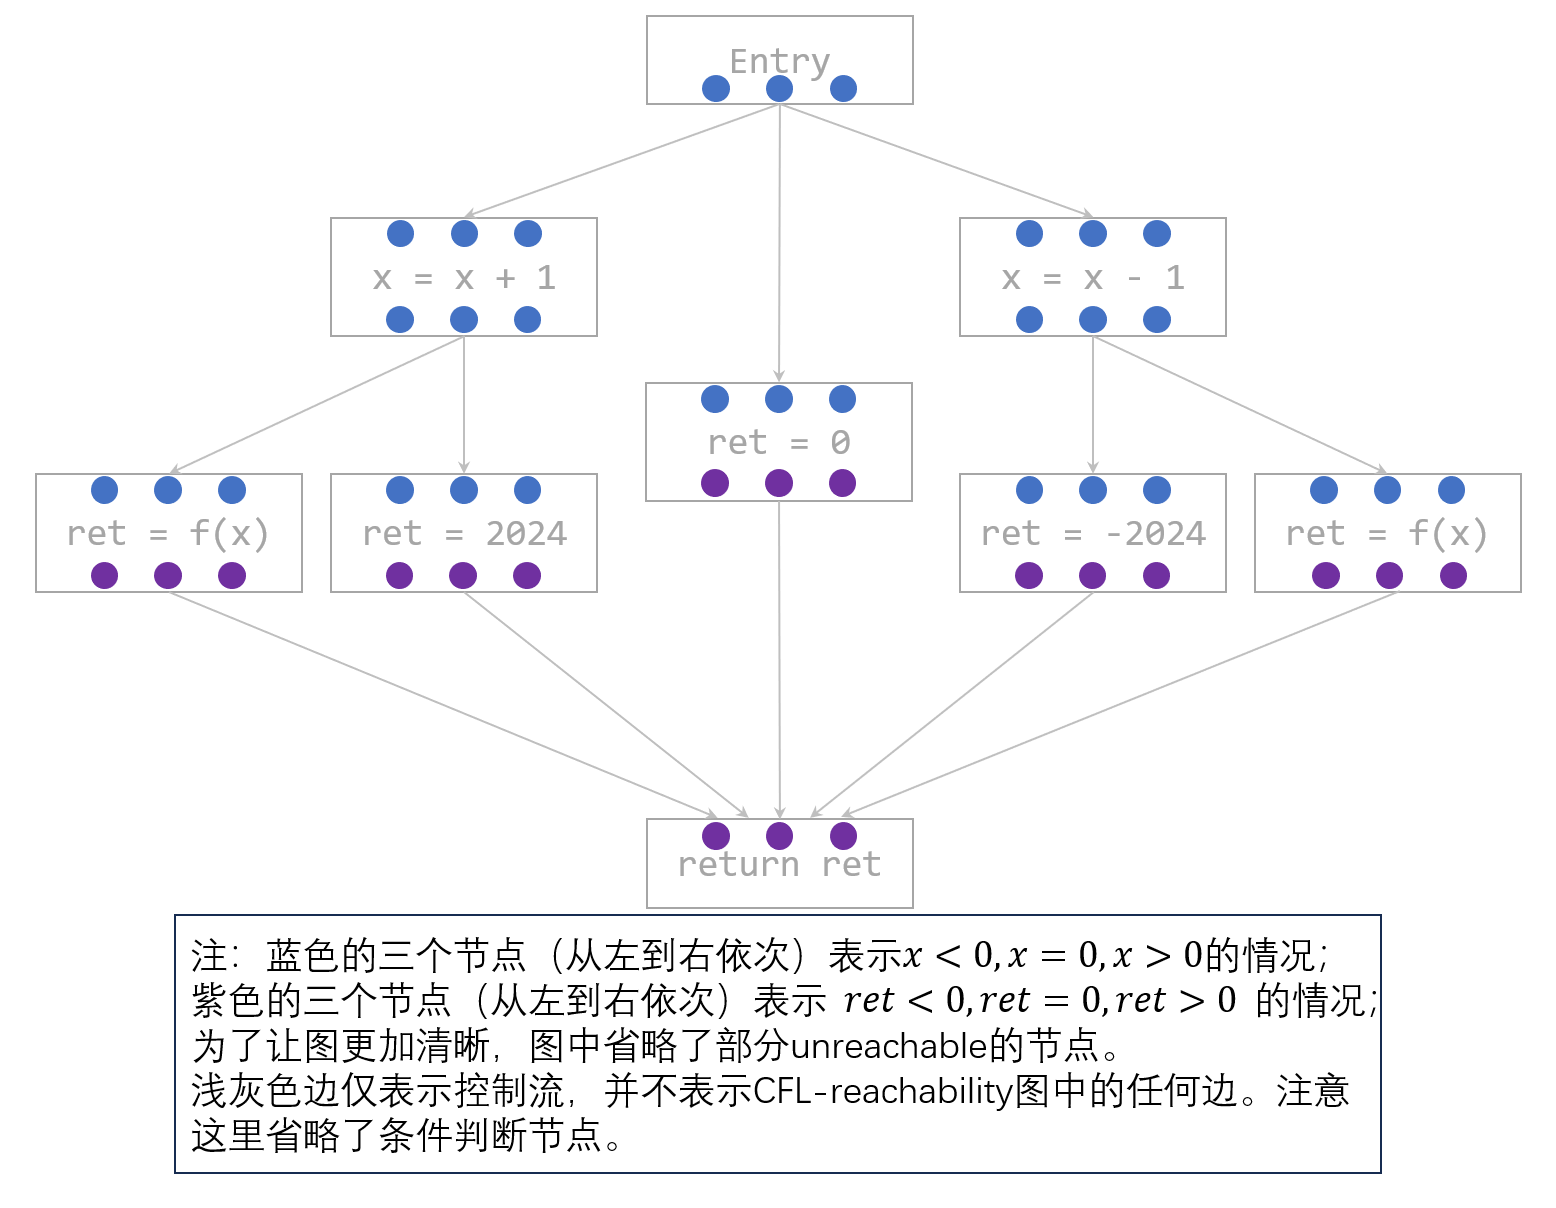 Entry
x = x + 1
x = x - 1
ret = 0
ret = f(x)
ret = 2024
ret = -2024
ret = f(x)
return ret
注：蓝色的三个节点（从左到右依次）表示x < 0, x = 0, x > 0的情况；
紫色的三个节点（从左到右依次）表示 ret < 0, ret = 0, ret > 0 的情况；
为了让图更加清晰，图中省略了部分unreachable的节点。
浅灰色边仅表示控制流，并不表示CFL-reachability图中的任何边。注意
这里省略了条件判断节点。